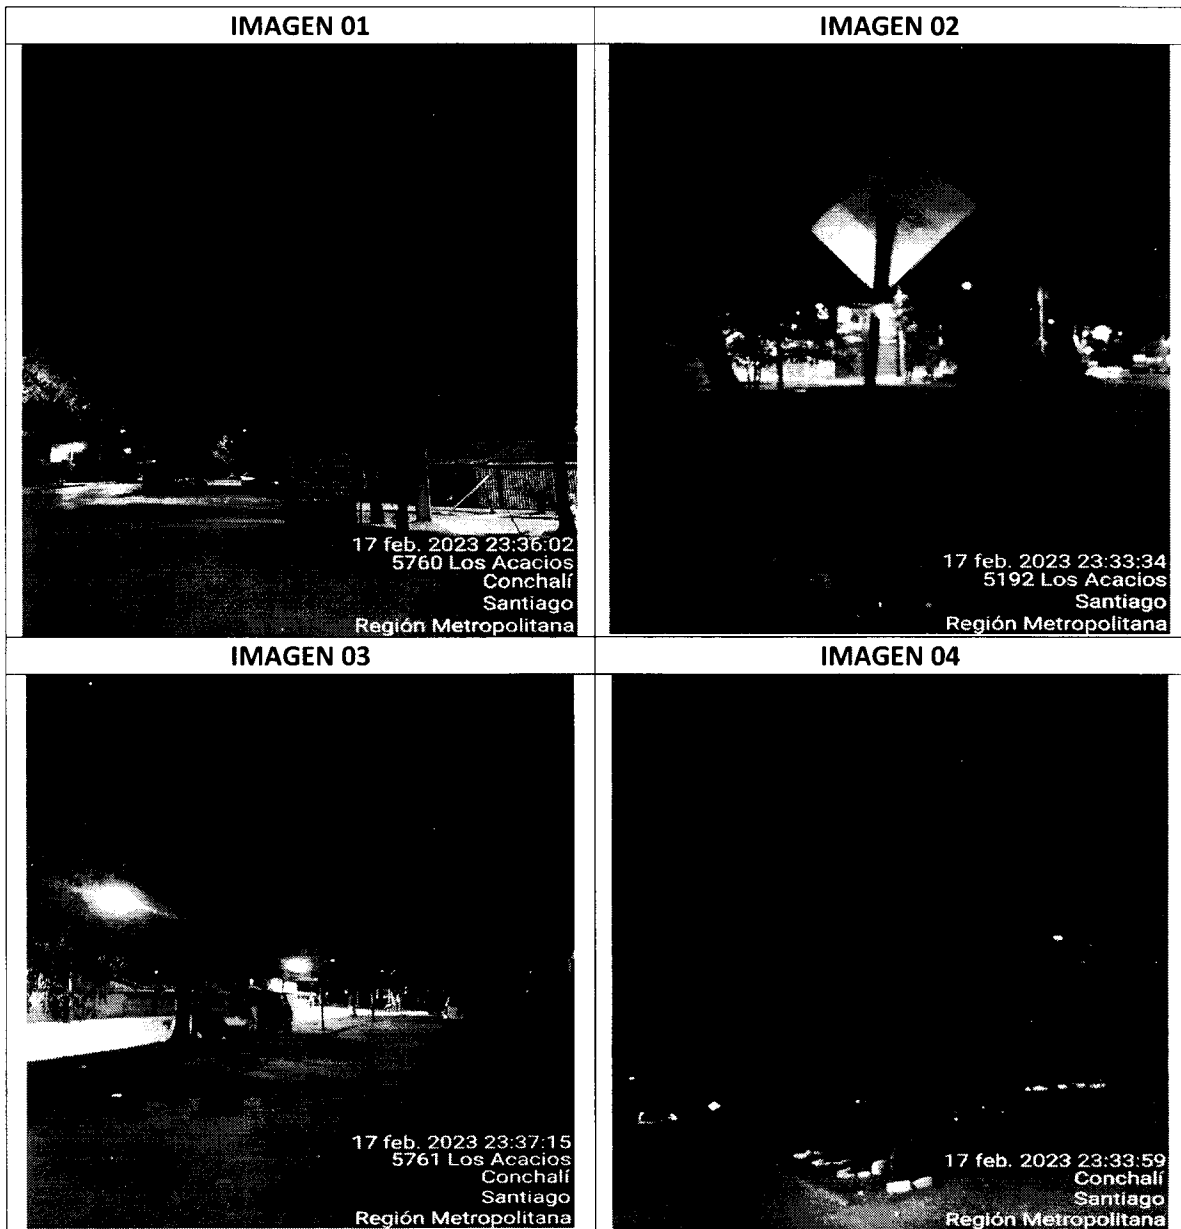 IMAGEN 01
IMAGEN 02
17 feb. 2023 23:36:02
5760 Los Acacios
Conchalí
Santiago
Región Metropolitana
17 feb. 2023 23:33:34
5192 Los Acacios
Santiago
Región Metropolitana
IMAGEN 03
IMAGEN 04
17 feb. 2023 23:37:15
5761 Los Acacios
Conchalí
Santiago
Región Metropolitana
17 feb. 2023 23:33:59
Conchalí
Santiago
Región Metropolitana